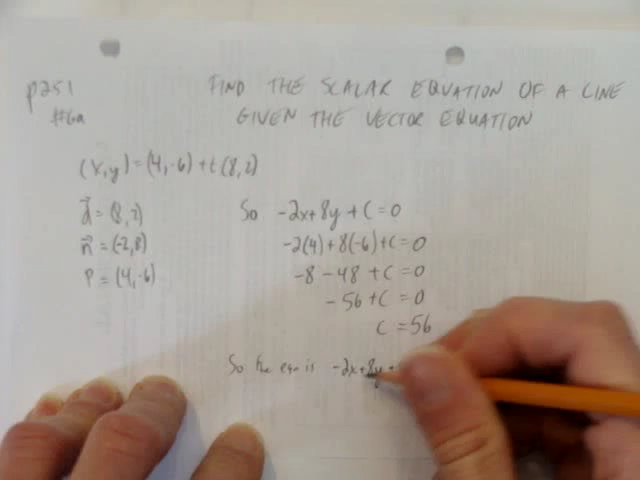 p251
#6a
FIND THE SCALAR EQUATION OF A LINE
GIVEN THE VECTOR EQUATION
(x,y) = (4,-6) + t(8,2)
d⃗ = (8,2)
n⃗ = (-2,8)
P = (4,-6)
So -2x+8y+C=0
-2(4)+8(-6)+C=0
-8-48+C=0
-56+C=0
C=56
So the eqn is -2x+8y+